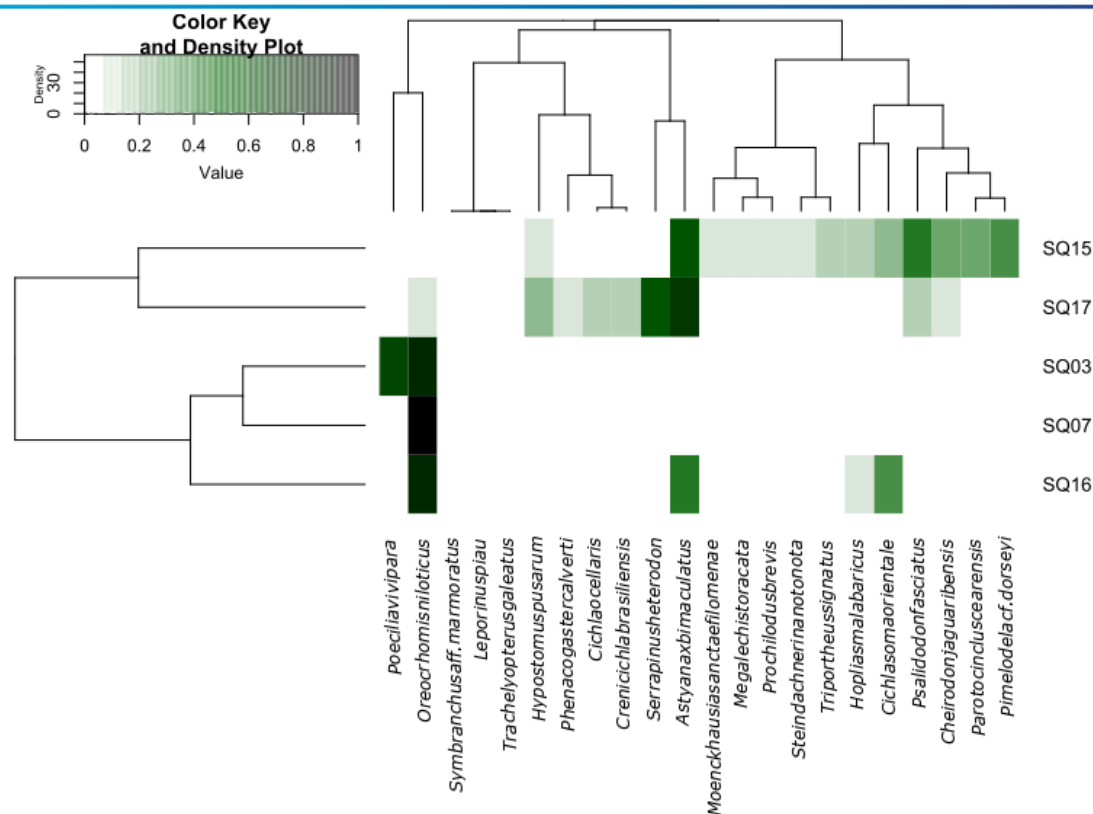 Color Key
and Density Plot
Density
0 30
0 0.2 0.4 0.6 0.8 1
Value
SQ15
SQ17
SQ03
SQ07
SQ16
Poeciliavivipara
Oreocrhomisniloticus
Symbranchusaff.marmoratus
Leporinuspiau
Trachelyopterusgaleatus
Hypostomuspusarum
Phenacogastercalverti
Cichlaocellaris
Crenicichlabrasiliensis
Serrapinusheterodon
Astyanaxbimaculatus
Moenckhausiasanctaefilomenae
Megalechistoracata
Prochilodusbrevis
Steindachnerinanotonota
Triportheussignatus
Hopliasmalabaricus
Cichlasomaorientale
Psalidodonfasciatus
Cheirodonjaguaribensis
Parotocincluscearensis
Pimelodelacf.dorseyi